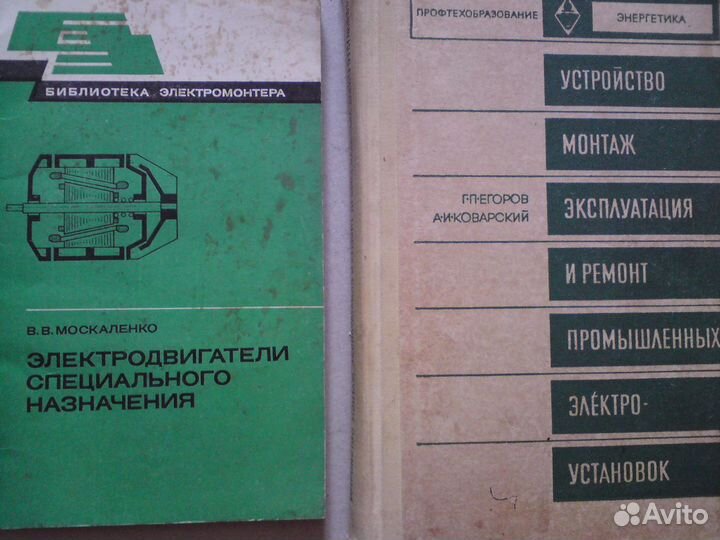 БИБЛИОТЕКА ЭЛЕКТРОМОНТЕРА
В. В. МОСКАЛЕНКО
ЭЛЕКТРОДВИГАТЕЛИ
СПЕЦИАЛЬНОГО
НАЗНАЧЕНИЯ
ПРОФТЕХОБРАЗОВАНИЕ
ЭНЕРГЕТИКА
УСТРОЙСТВО
МОНТАЖ
Г·П·ЕГОРОВ
А·И·КОВАРСКИЙ
ЭКСПЛУАТАЦИЯ
И РЕМОНТ
ПРОМЫШЛЕННЫХ
ЭЛЕКТРО-
УСТАНОВОК
Avito